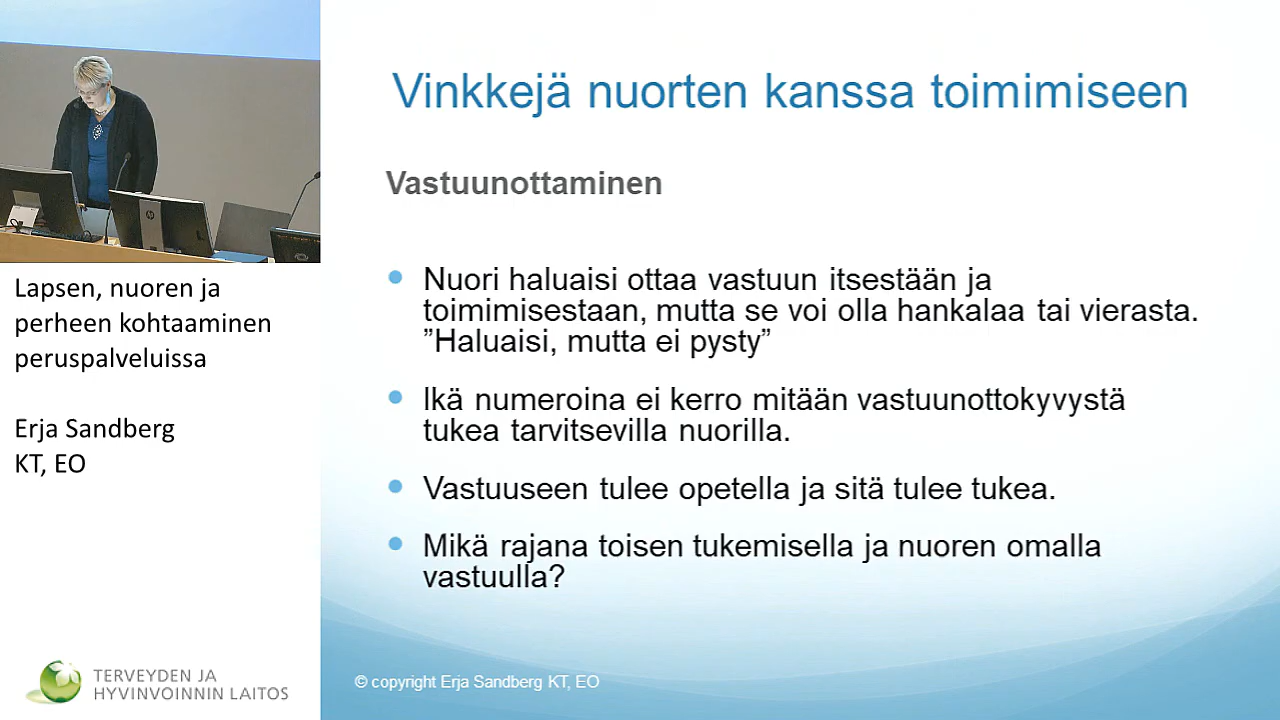 Vinkkejä nuorten kanssa toimimiseen
Vastuunottaminen
Nuori haluaisi ottaa vastuun itsestään ja
toimimisestaan, mutta se voi olla hankalaa tai vierasta.
”Haluaisi, mutta ei pysty”
Ikä numeroina ei kerro mitään vastuunottokyvystä
tukea tarvitsevilla nuorilla.
Vastuuseen tulee opetella ja sitä tulee tukea.
Mikä rajana toisen tukemisella ja nuoren omalla
vastuulla?
© copyright Erja Sandberg KT, EO
Lapsen, nuoren ja
perheen kohtaaminen
peruspalveluissa
Erja Sandberg
KT, EO
TERVEYDEN JA
HYVINVOINNIN LAITOS